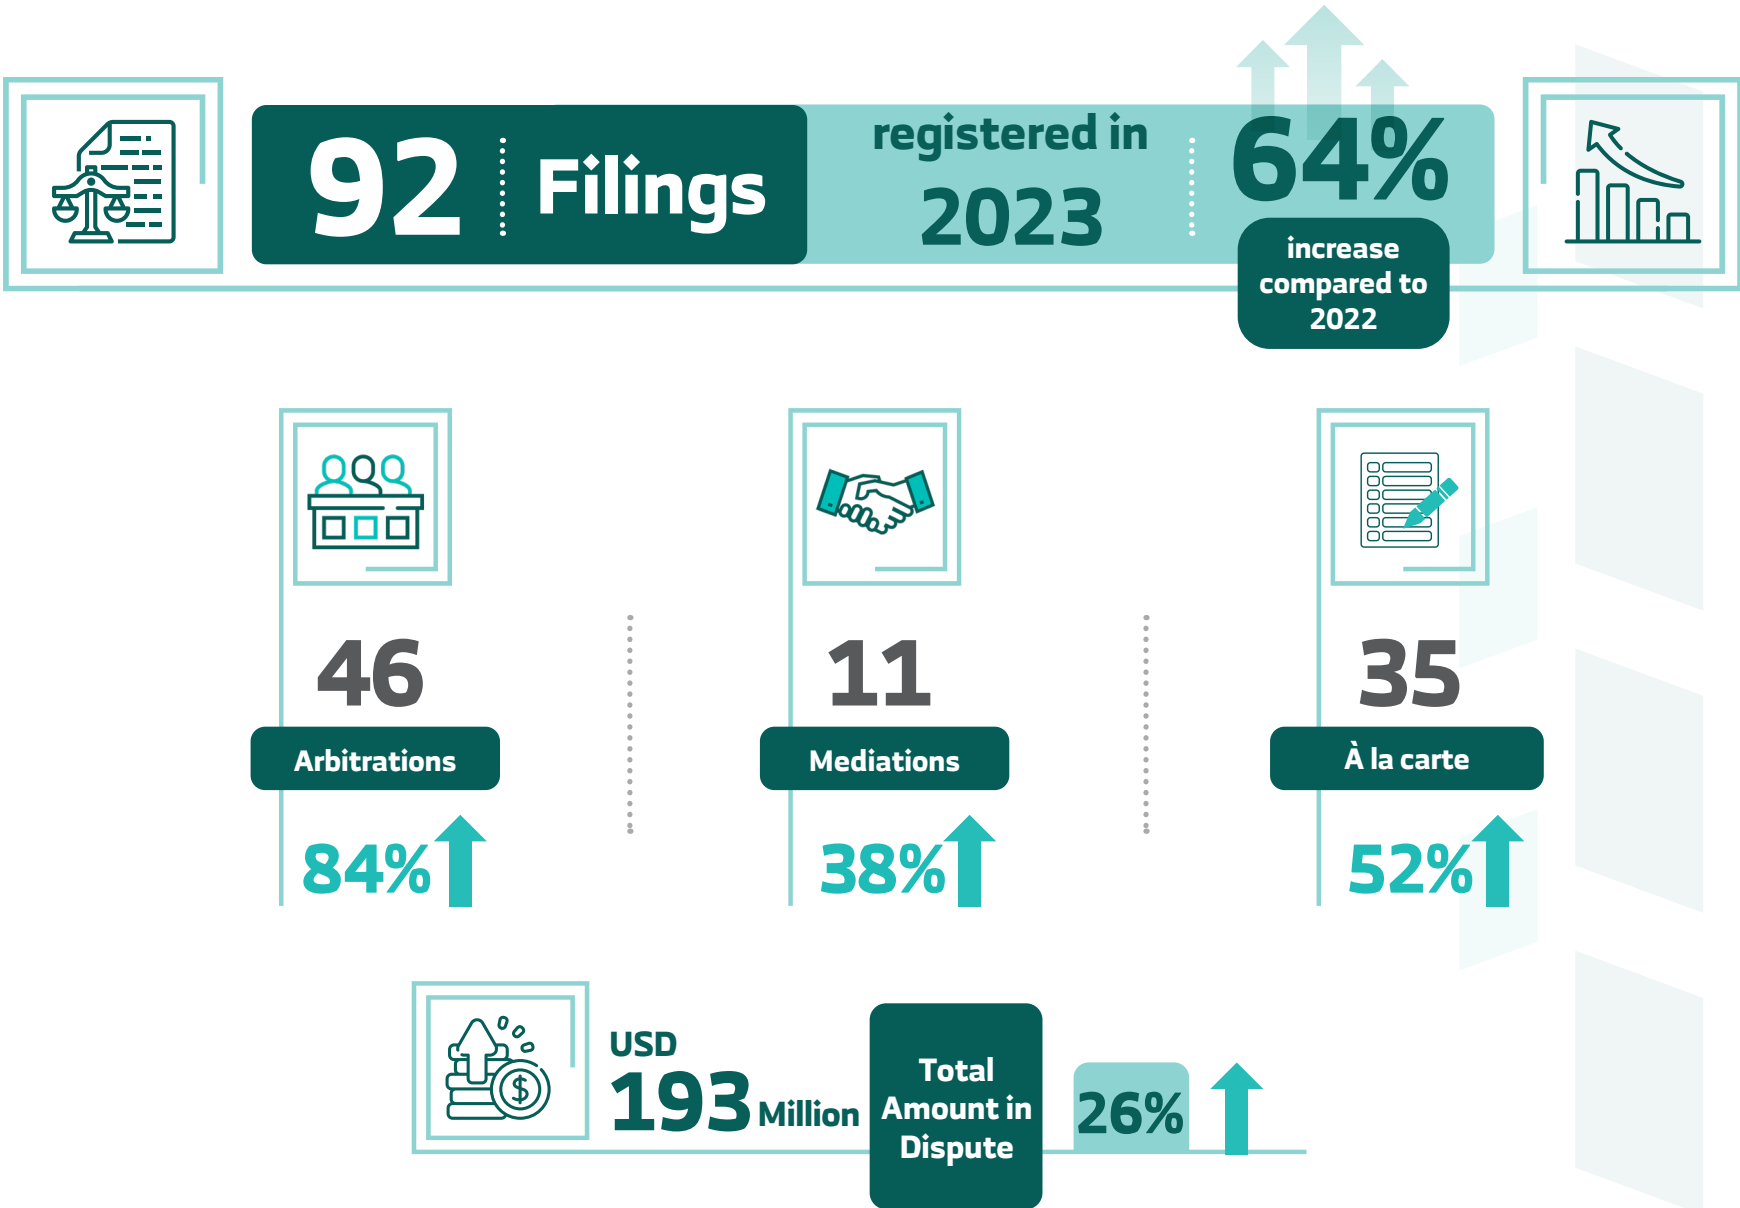 92 Filings
registered in
2023
64%
increase
compared to
2022
46
Arbitrations
84%
11
Mediations
38%
35
À la carte
52%
USD
193 Million
Total
Amount in
Dispute
26%
$